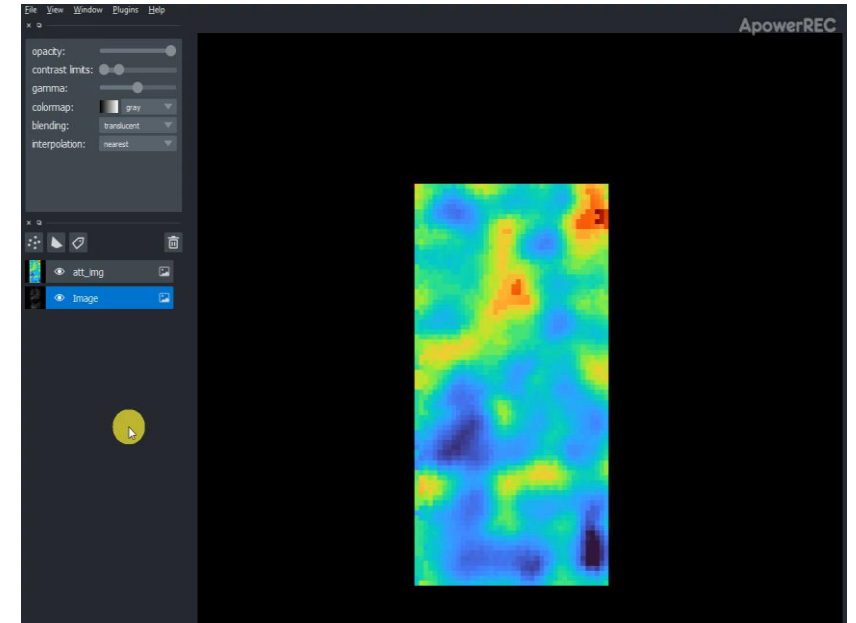 File View Window Plugins Help
ApowerREC
opacity:
contrast limits:
gamma:
colormap: gray
blending: translucent
interpolation: nearest
att_img
Image